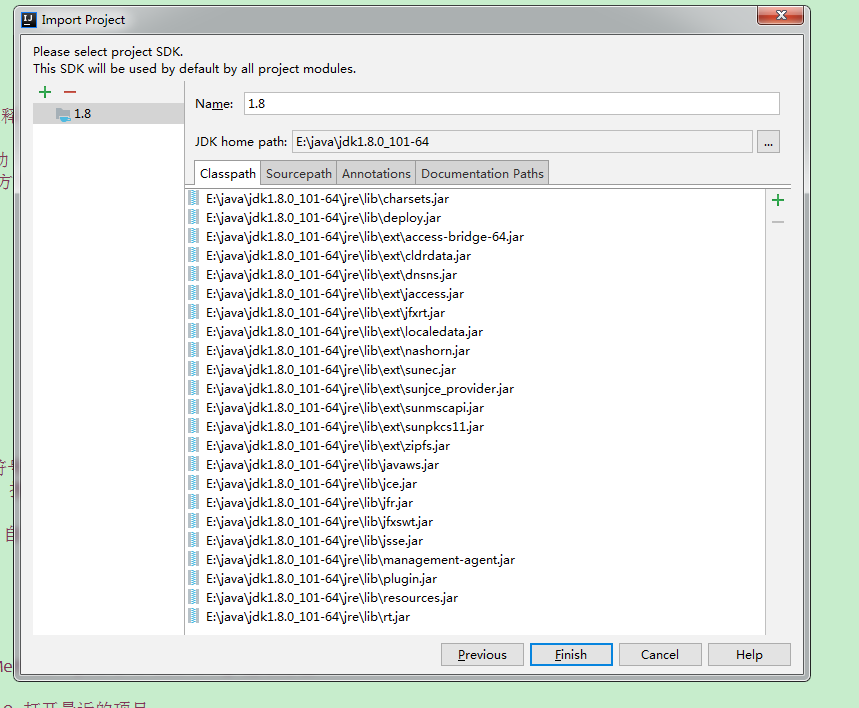 Import Project
Please select project SDK.
This SDK will be used by default by all project modules.
1.8
Name: 1.8
JDK home path: E:\java\jdk1.8.0_101-64 ...
Classpath Sourcepath Annotations Documentation Paths
E:\java\jdk1.8.0_101-64\jre\lib\charsets.jar
E:\java\jdk1.8.0_101-64\jre\lib\deploy.jar
E:\java\jdk1.8.0_101-64\jre\lib\ext\access-bridge-64.jar
E:\java\jdk1.8.0_101-64\jre\lib\ext\cldrdata.jar
E:\java\jdk1.8.0_101-64\jre\lib\ext\dnsns.jar
E:\java\jdk1.8.0_101-64\jre\lib\ext\jaccess.jar
E:\java\jdk1.8.0_101-64\jre\lib\ext\jfxrt.jar
E:\java\jdk1.8.0_101-64\jre\lib\ext\localedata.jar
E:\java\jdk1.8.0_101-64\jre\lib\ext\nashorn.jar
E:\java\jdk1.8.0_101-64\jre\lib\ext\sunec.jar
E:\java\jdk1.8.0_101-64\jre\lib\ext\sunjce_provider.jar
E:\java\jdk1.8.0_101-64\jre\lib\ext\sunmscapi.jar
E:\java\jdk1.8.0_101-64\jre\lib\ext\sunpkcs11.jar
E:\java\jdk1.8.0_101-64\jre\lib\ext\zipfs.jar
E:\java\jdk1.8.0_101-64\jre\lib\javaws.jar
E:\java\jdk1.8.0_101-64\jre\lib\jce.jar
E:\java\jdk1.8.0_101-64\jre\lib\jfr.jar
E:\java\jdk1.8.0_101-64\jre\lib\jfxswt.jar
E:\java\jdk1.8.0_101-64\jre\lib\jsse.jar
E:\java\jdk1.8.0_101-64\jre\lib\management-agent.jar
E:\java\jdk1.8.0_101-64\jre\lib\plugin.jar
E:\java\jdk1.8.0_101-64\jre\lib\resources.jar
E:\java\jdk1.8.0_101-64\jre\lib\rt.jar
Previous Finish Cancel Help